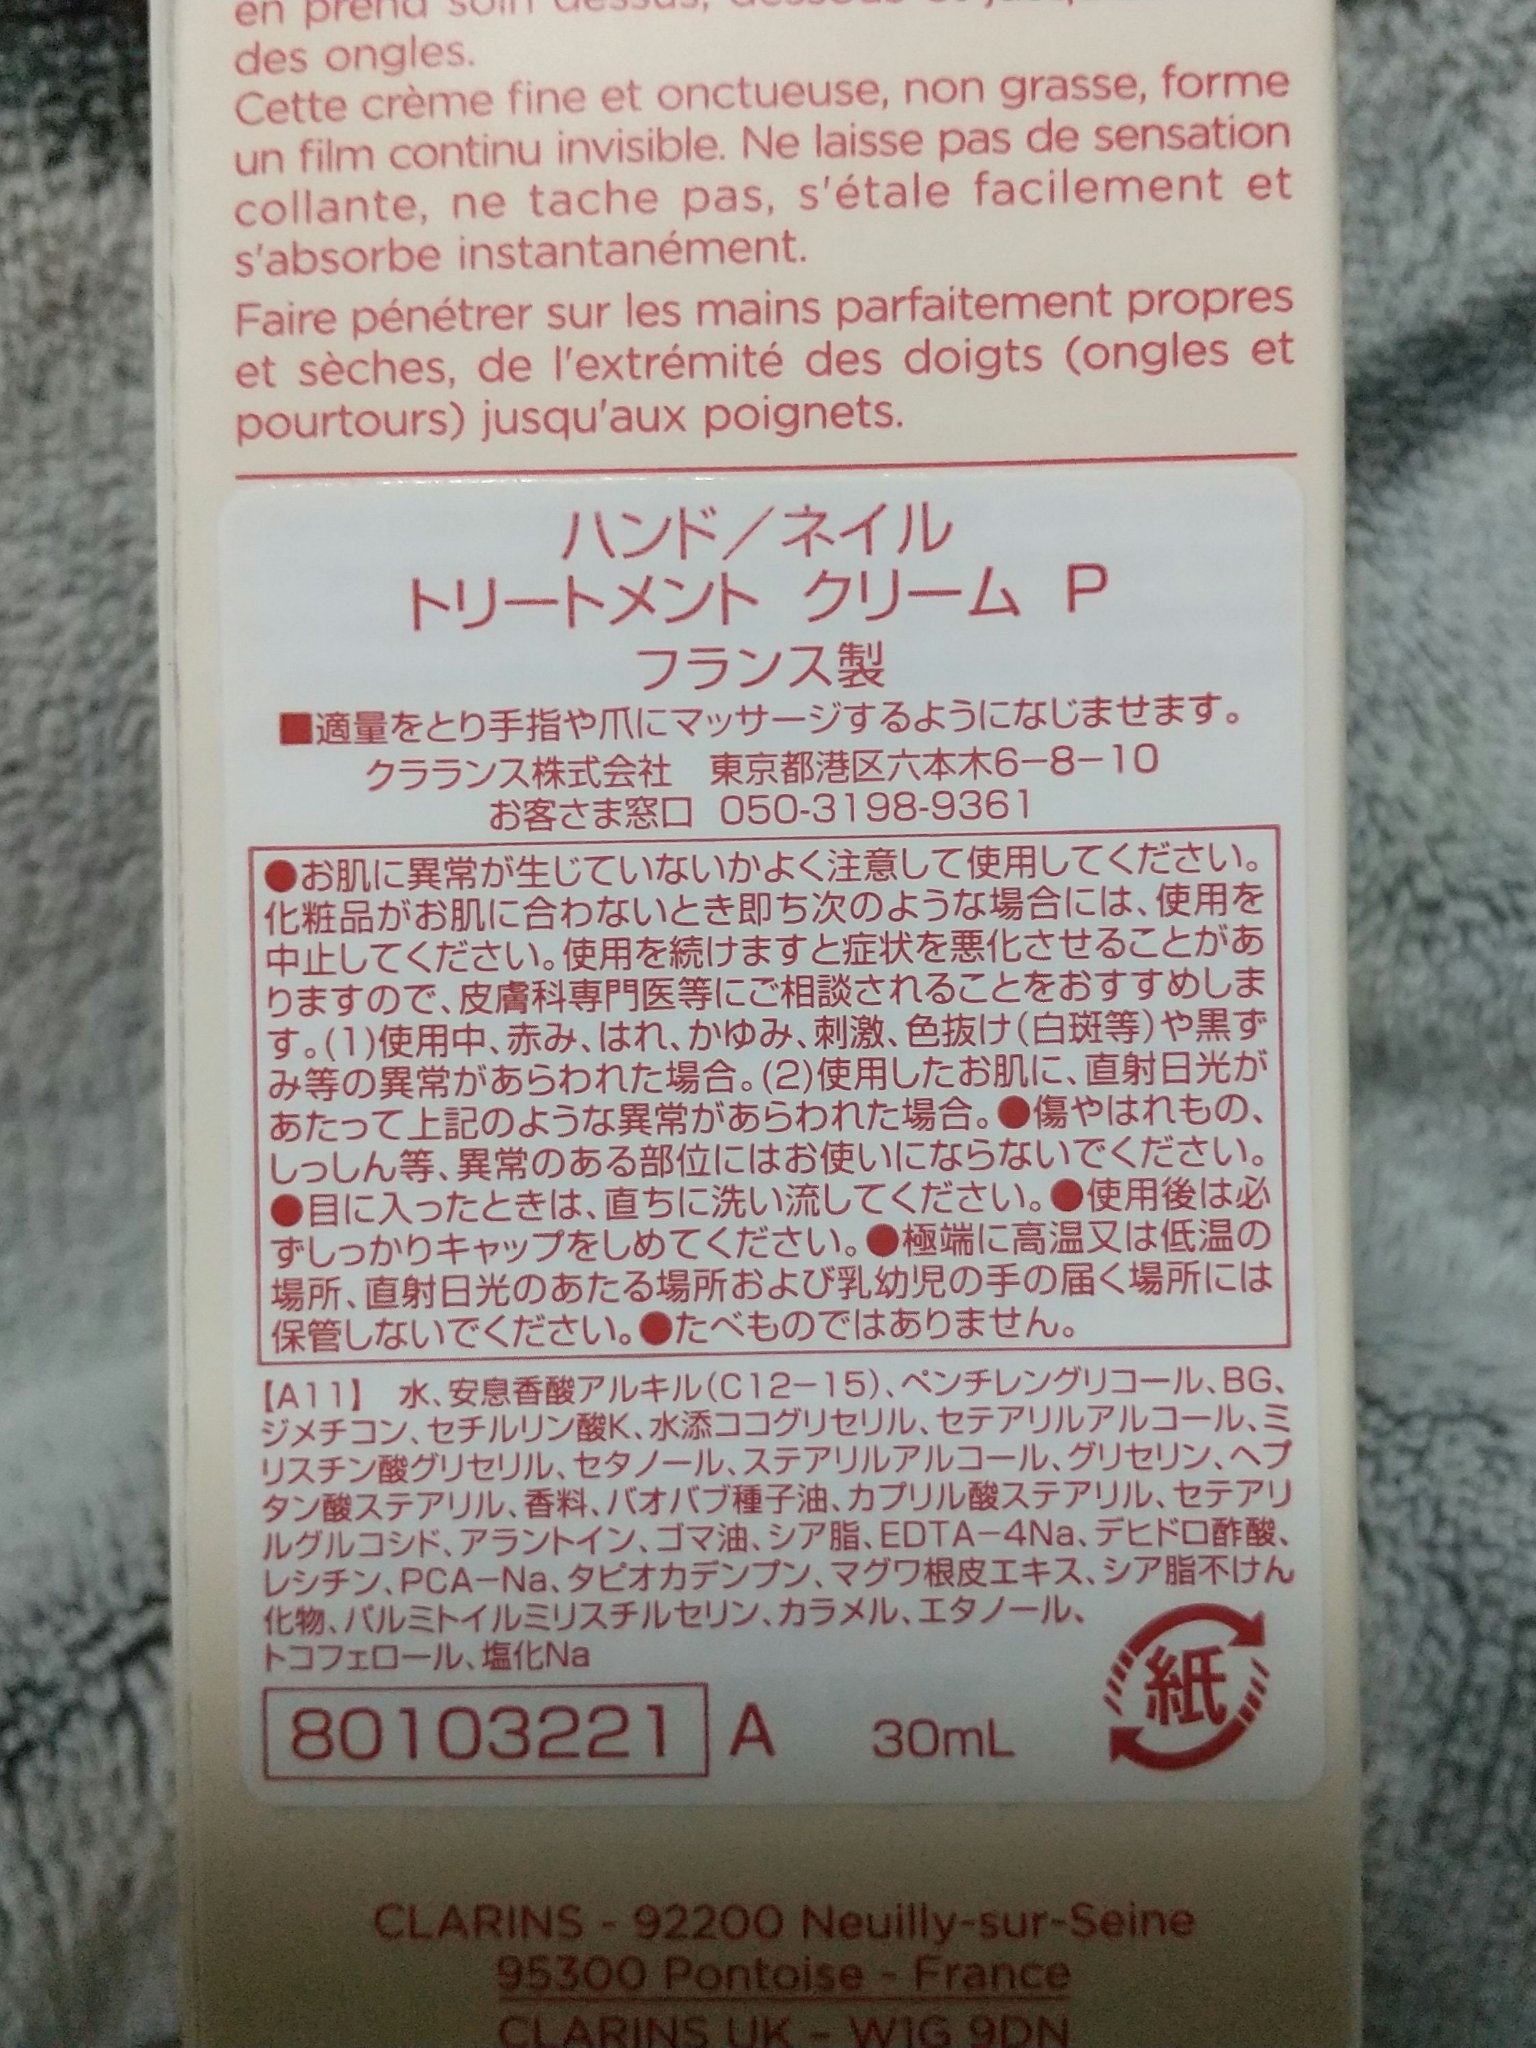 en prend soin dessus, dessous et
des ongles.
Cette crème fine et onctueuse, non grasse, forme
un film continu invisible. Ne laisse pas de sensation
collante, ne tache pas, s'étale facilement et
s'absorbe instantanément.
Faire pénétrer sur les mains parfaitement propres
et sèches, de l'extrémité des doigts (ongles et
pourtours) jusqu'aux poignets.
ハンド／ネイル
トリートメント クリーム P
フランス製
■適量をとり手指や爪にマッサージするようになじませます。
クラランス株式会社 東京都港区六本木6−8−10
お客さま窓口 050-3198-9361
●お肌に異常が生じていないかよく注意して使用してください。
化粧品がお肌に合わないとき即ち次のような場合には、使用を
中止してください。使用を続けますと症状を悪化させることがあ
りますので、皮膚科専門医等にご相談されることをおすすめしま
す。(1)使用中、赤み、はれ、かゆみ、刺激、色抜け(白斑等)や黒ず
み等の異常があらわれた場合。(2)使用したお肌に、直射日光が
あたって上記のような異常があらわれた場合。●傷やはれもの、
しっしん等、異常のある部位にはお使いにならないでください。
●目に入ったときは、直ちに洗い流してください。●使用後は必
ずしっかりキャップをしめてください。●極端に高温又は低温の
場所、直射日光のあたる場所および乳幼児の手の届く場所には
保管しないでください。●たべものではありません。
【A11】 水、安息香酸アルキル(C12−15)、ペンチレングリコール、BG、
ジメチコン、セチルリン酸K、水添ココグリセリル、セテアリルアルコール、ミ
リスチン酸グリセリル、セタノール、ステアリルアルコール、グリセリン、ヘプ
タン酸ステアリル、香料、バオバブ種子油、カプリル酸ステアリル、セテアリ
ルグルコシド、アラントイン、ゴマ油、シア脂、EDTA−4Na、デヒドロ酢酸、
レシチン、PCA−Na、タピオカデンプン、マグワ根皮エキス、シア脂不けん
化物、パルミトイルミリスチルセリン、カラメル、エタノール、
トコフェロール、塩化Na
紙
80103221 A 30mL
CLARINS - 92200 Neuilly-sur-Seine
95300 Pontoise - France
CLARINS UK - W1G 9DN